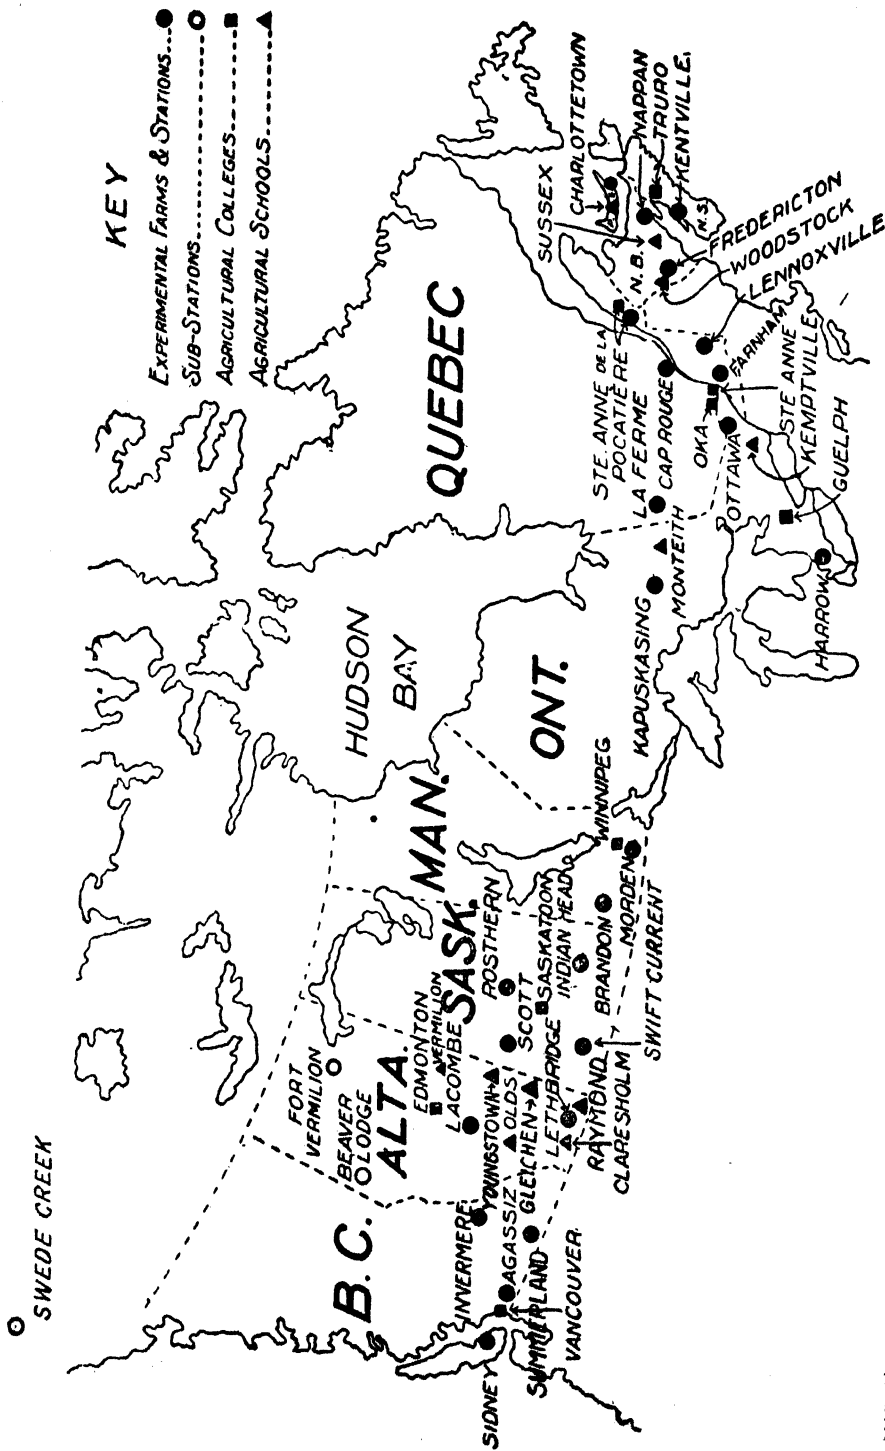 SWEDE CREEK
KEY
EXPERIMENTAL FARMS & STATIONS...
SUB-STATIONS...
AGRICULTURAL COLLEGES...
AGRICULTURAL SCHOOLS...
HUDSON
BAY
QUEBEC
FORT
VERMILION
BEAVER
LODGE
B.C.
ALTA.
SASK.
MAN.
ONT.
EDMONTON
VERMILION
LACOMBE
INVERMERE
YOUNGSTOWN
OLDS
AGASSIZ
GLEICHEN
SIDNEY
SUMMERLAND
VANCOUVER
LETHBRIDGE
RAYMOND
CLARESHOLM
ROSTHERN
SCOTT
SASKATOON
INDIAN HEAD
BRANDON
MORDEN
SWIFT CURRENT
WINNIPEG
KAPUSKASING
MONTEITH
HARROW
GUELPH
STE. ANNE DE LA
POCATIÈRE
LA FERME
CAP ROUGE
OKA
OTTAWA
STE ANNE
KEMPTVILLE
FARNHAM
LENNOXVILLE
WOODSTOCK
FREDERICTON
SUSSEX
N.B.
CHARLOTTETOWN
NAPPAN
TRURO
KENTVILLE
N.S.